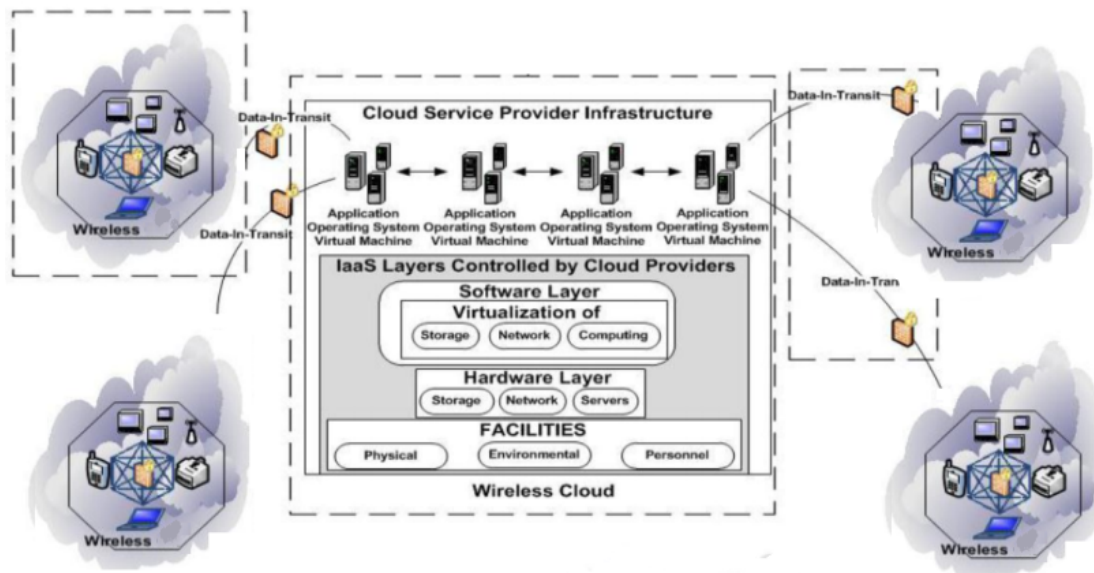 Data-In-Transit
Wireless
Data-In-Transit
Cloud Service Provider Infrastructure
Application
Operating System
Virtual Machine
Application
Operating System
Virtual Machine
Application
Operating System
Virtual Machine
Application
Operating System
Virtual Machine
Data-In-Transit
Wireless
Data-In-Tran
IaaS Layers Controlled by Cloud Providers
Software Layer
Virtualization of
Storage Network Computing
Hardware Layer
Storage Network Servers
FACILITIES
Physical Environmental Personnel
Wireless Cloud
Wireless
Wireless